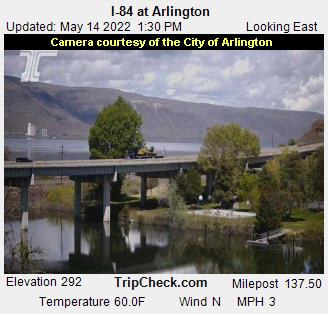 I-84 at Arlington
Updated: May 14 2022 1:30 PM Looking East
Camera courtesy of the City of Arlington
Elevation 292 TripCheck.com Milepost 137.50
Temperature 60.0F Wind N MPH 3